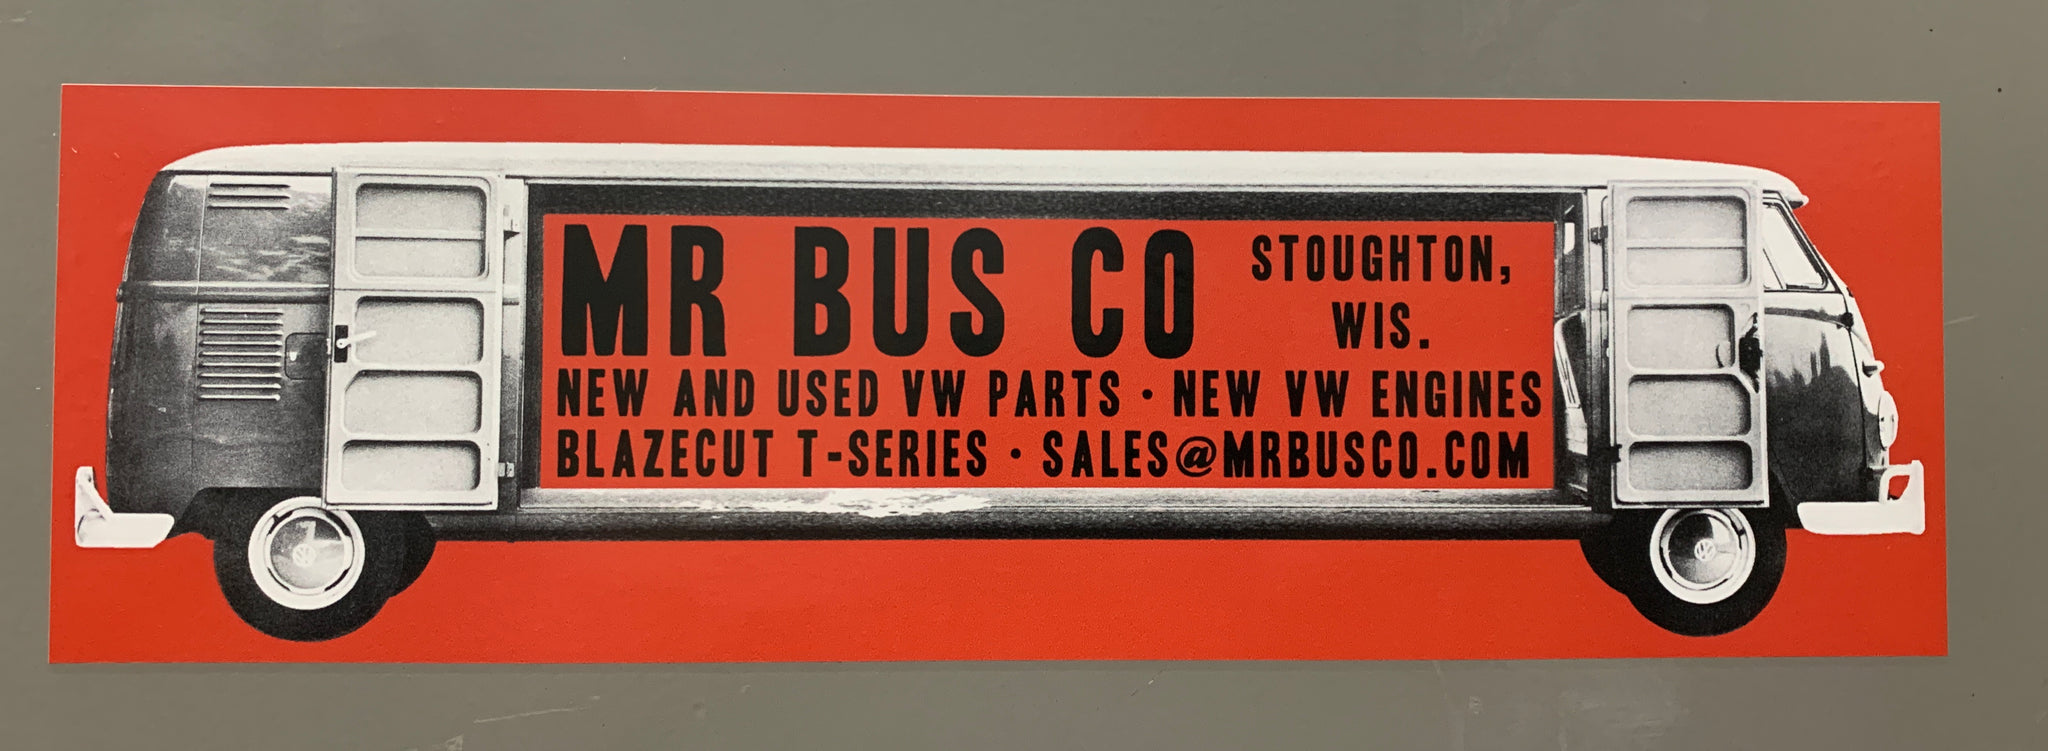 MR BUS CO
STOUGHTON,
WIS.
NEW AND USED VW PARTS · NEW VW ENGINES
BLAZECUT T-SERIES · SALES@MRBUSCO.COM